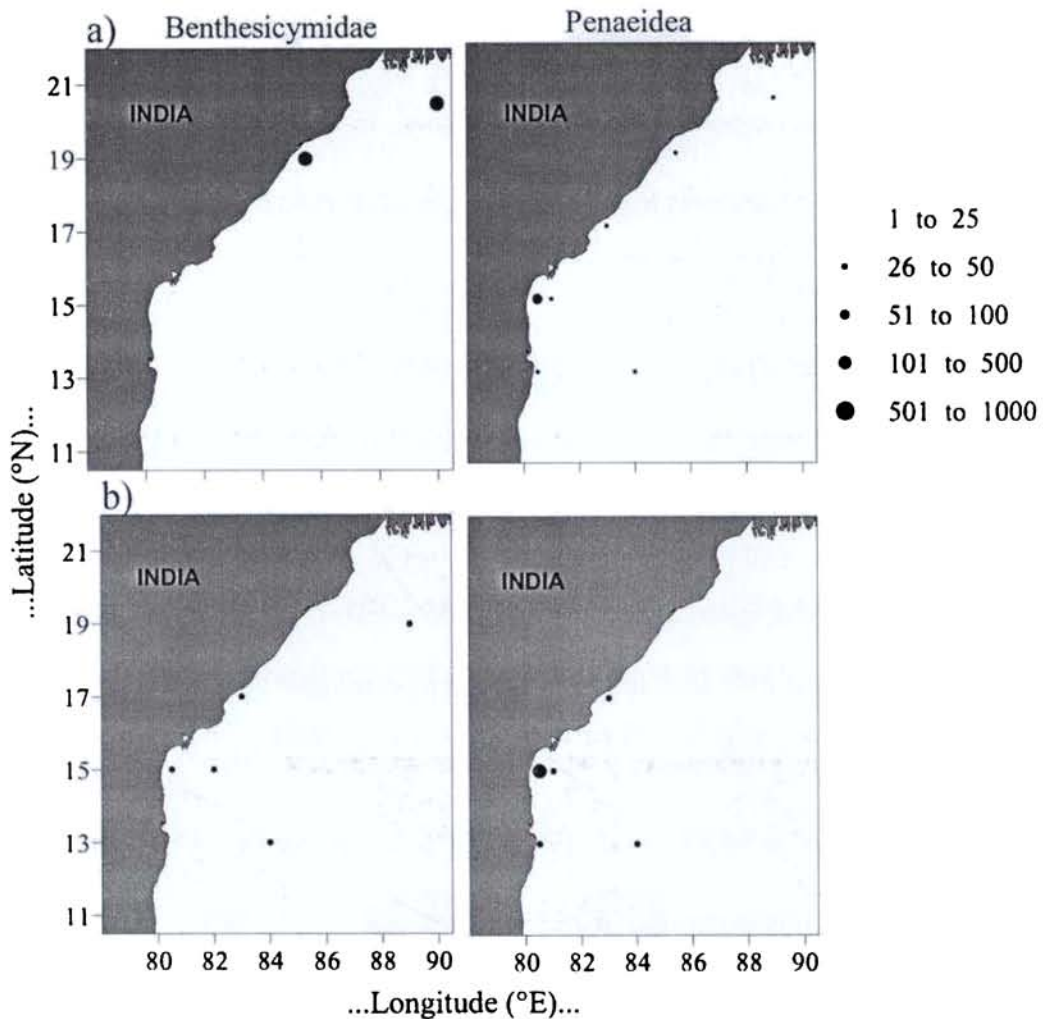 a)
Benthesicymidae
Penaeidea
INDIA
INDIA
21
19
17
15
13
11
1 to 25
26 to 50
51 to 100
101 to 500
501 to 1000
b)
INDIA
INDIA
21
19
17
15
13
11
80 82 84 86 88 90
80 82 84 86 88 90
...Latitude (°N)...
...Longitude (°E)...